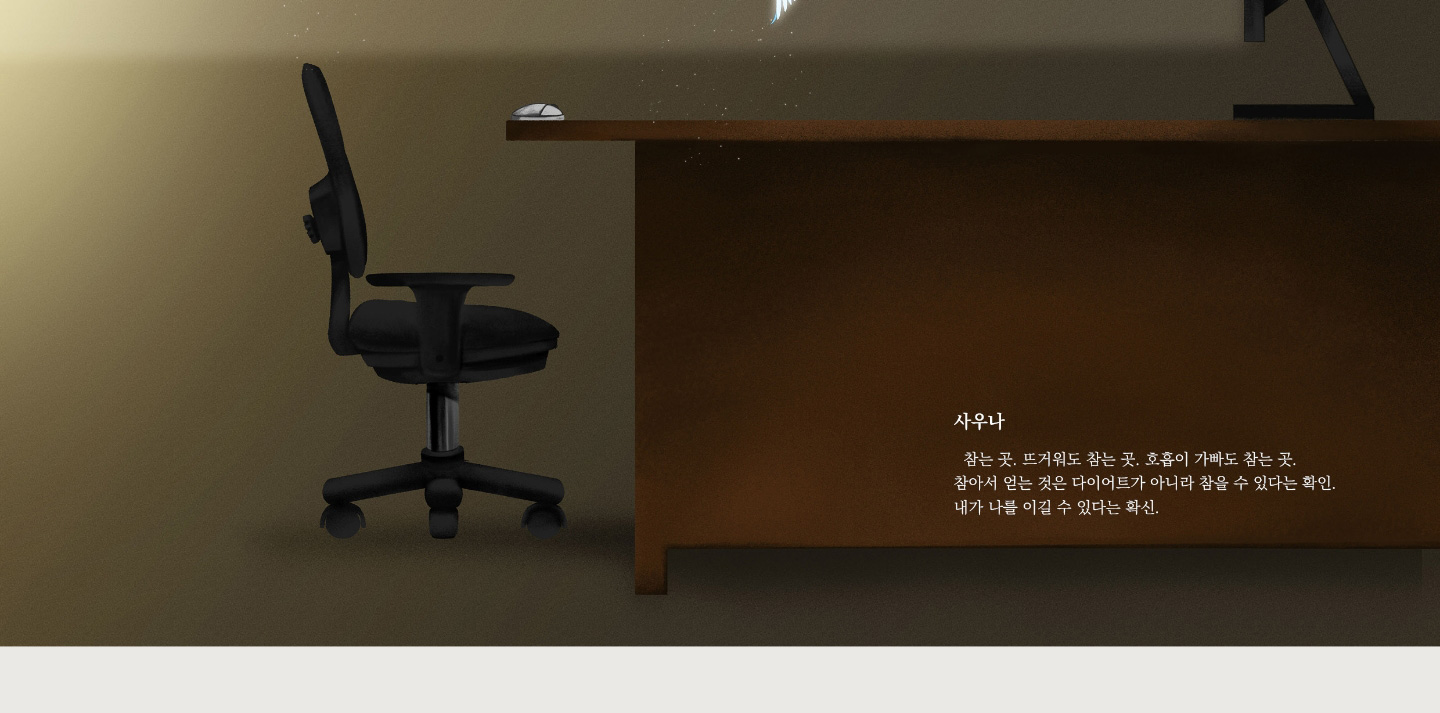 사우나
참는 곳. 뜨거워도 참는 곳. 호흡이 가빠도 참는 곳.
참아서 얻는 것은 다이어트가 아니라 참을 수 있다는 확인.
내가 나를 이길 수 있다는 확신.